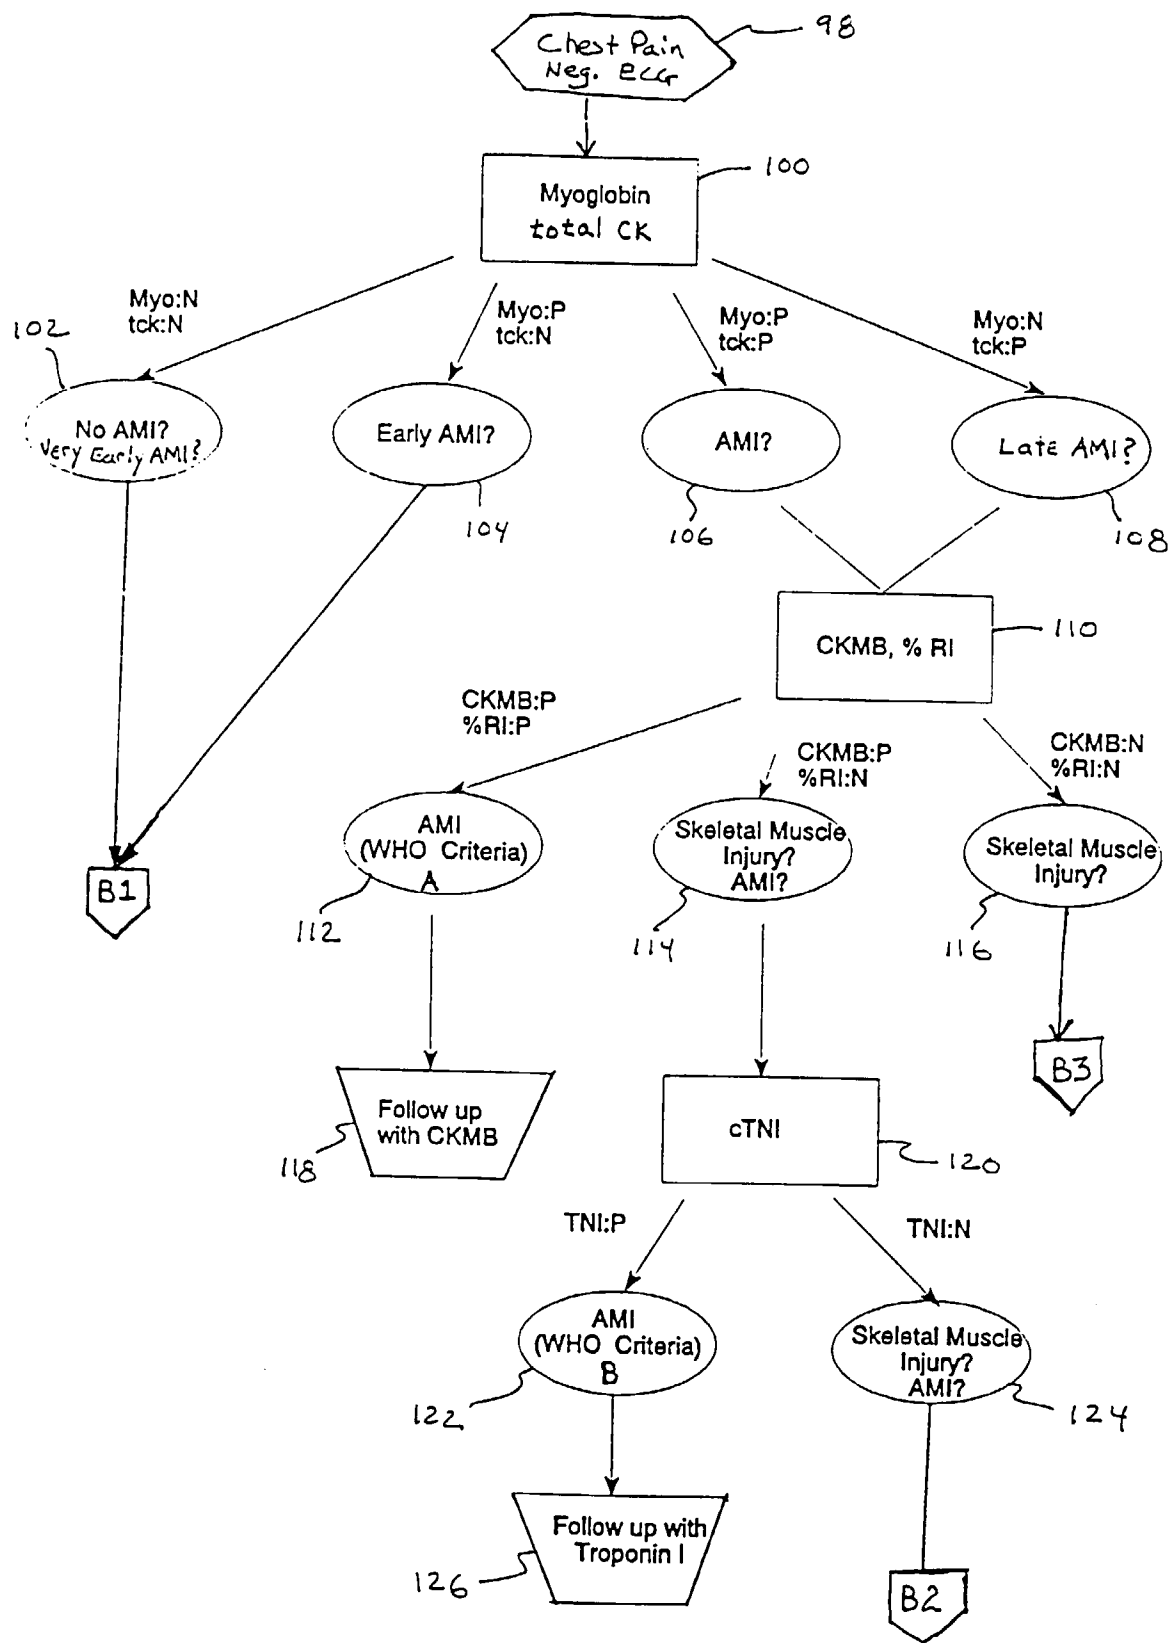 98
Chest Pain
Neg. ECG
100
Myoglobin
total CK
Myo:N
tck:N
Myo:P
tck:N
Myo:P
tck:P
Myo:N
tck:P
102
No AMI?
Very Early AMI?
Early AMI?
AMI?
Late AMI?
104
106
108
110
CKMB, % RI
CKMB:P
%RI:P
CKMB:P
%RI:N
CKMB:N
%RI:N
AMI
(WHO Criteria)
A
Skeletal Muscle
Injury?
AMI?
Skeletal Muscle
Injury?
B1
112
114
116
B3
Follow up
with CKMB
118
cTNI
120
TNI:P
TNI:N
AMI
(WHO Criteria)
B
Skeletal Muscle
Injury?
AMI?
122
124
Follow up with
Troponin I
126
B2